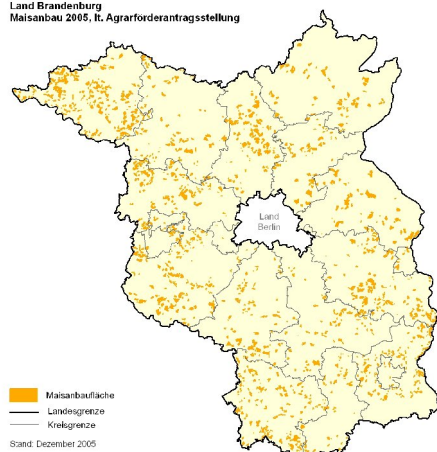 Land Brandenburg
Maisanbau 2005, lt. Agrarförderantragsstellung
Land
Berlin
Maisanbaufläche
Landesgrenze
Kreisgrenze
Stand: Dezember 2005